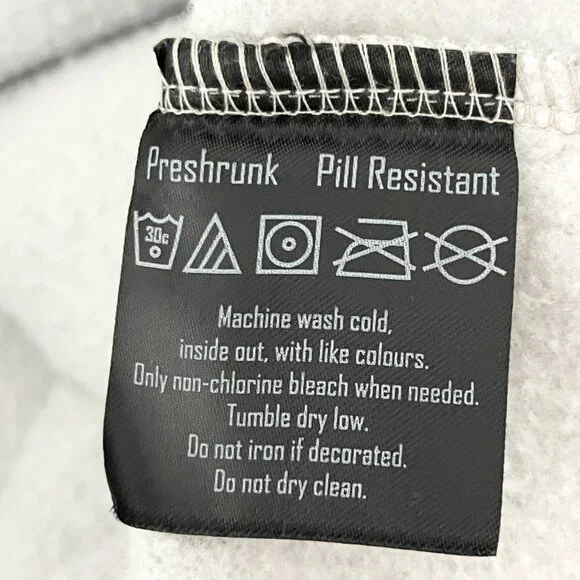 Preshrunk Pill Resistant
30c
Machine wash cold,
inside out, with like colours.
Only non-chlorine bleach when needed.
Tumble dry low.
Do not iron if decorated.
Do not dry clean.